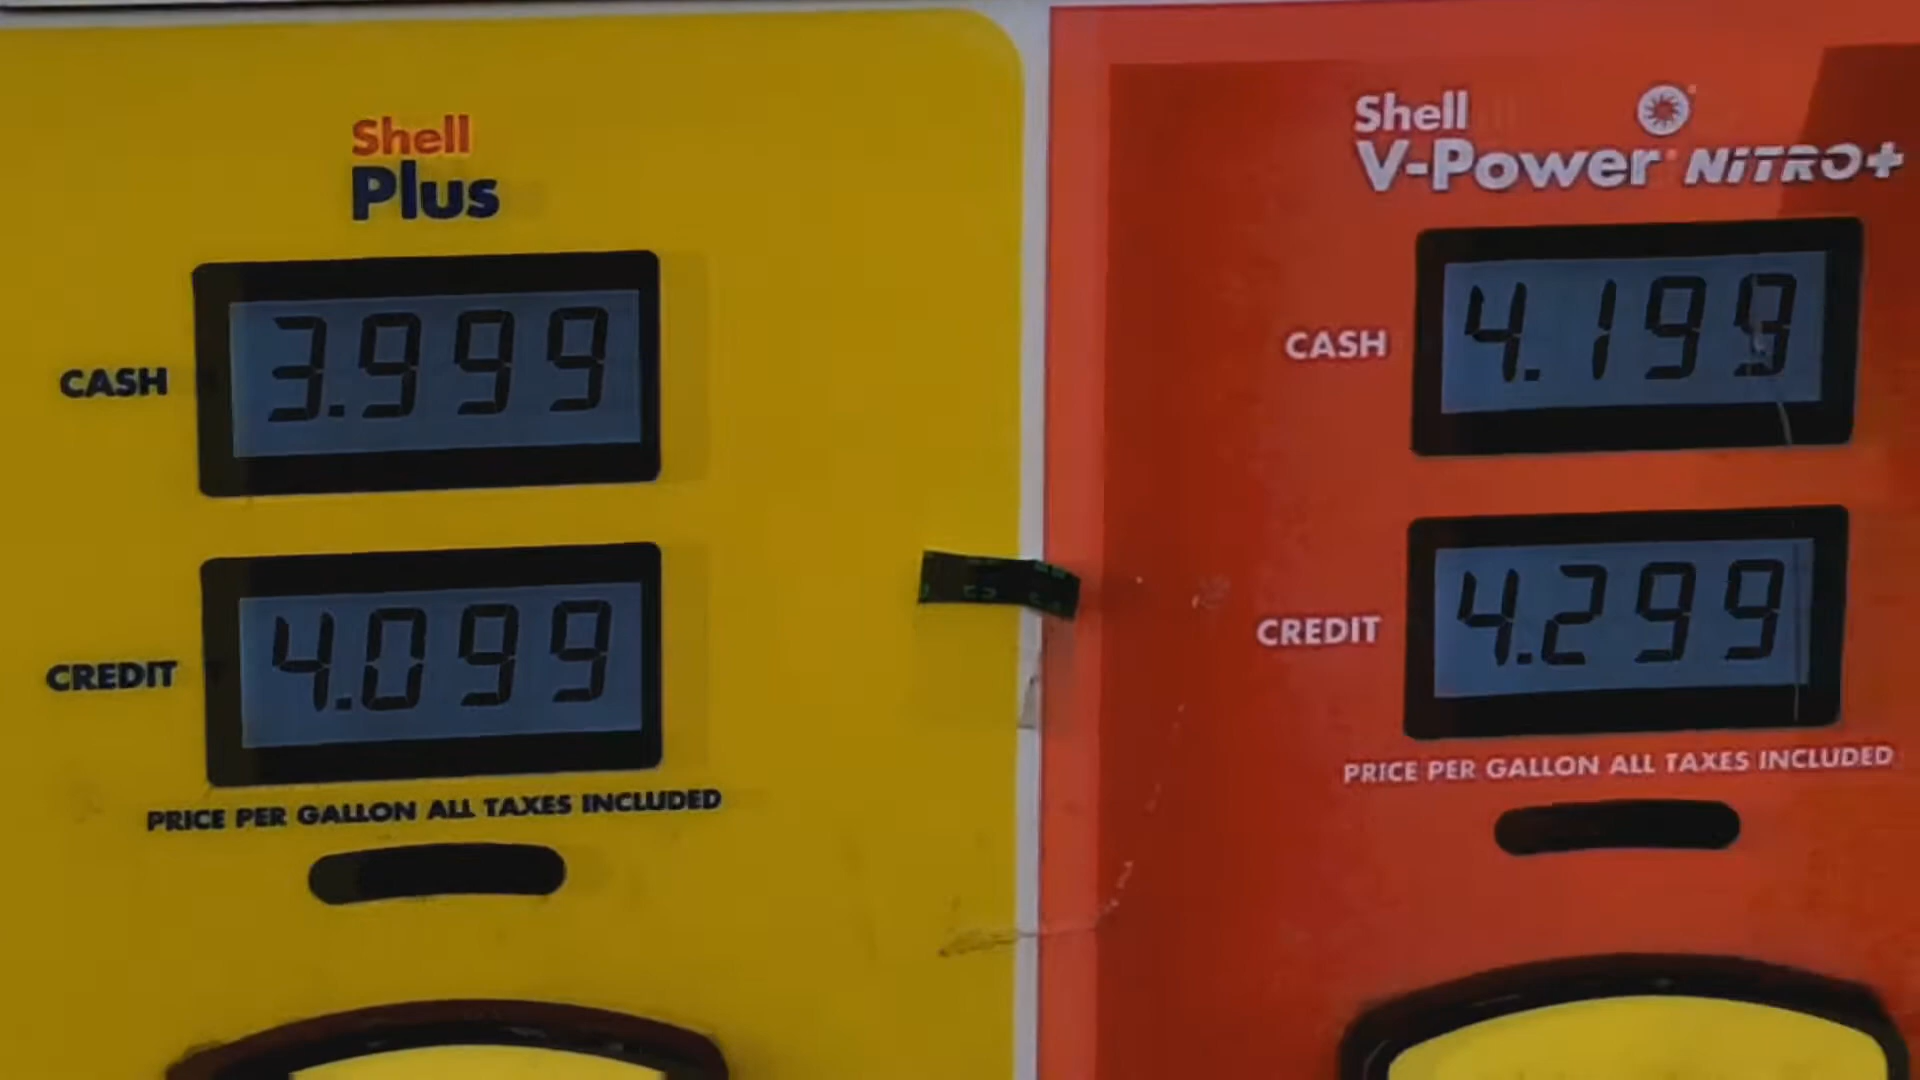 Shell
Plus
CASH
3.999
CREDIT
4.099
PRICE PER GALLON ALL TAXES INCLUDED
Shell
V-Power NiTRO+
CASH
4.199
CREDIT
4.299
PRICE PER GALLON ALL TAXES INCLUDED